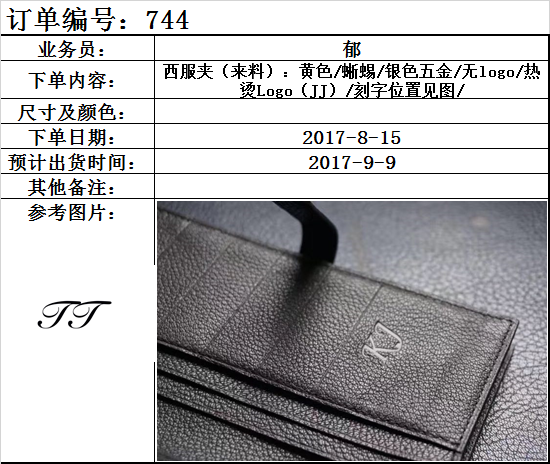 订单编号：744
业务员： 郁
下单内容： 西服夹（来料）：黄色/蜥蜴/银色五金/无logo/热
烫Logo（JJ）/刻字位置见图/
尺寸及颜色：
下单日期： 2017-8-15
预计出货时间： 2017-9-9
其他备注：
参考图片：
JJ
KJ